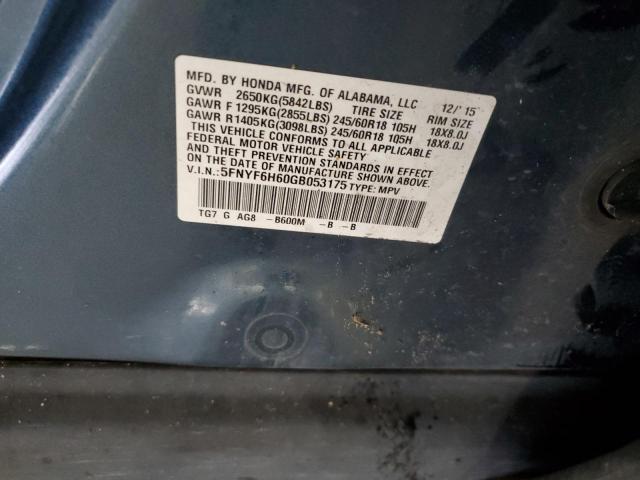 MFD. BY HONDA MFG. OF ALABAMA, LLC 12/'15
GVWR 2650KG(5842LBS) TIRE SIZE RIM SIZE
GAWR F 1295KG(2855LBS) 245/60R18 105H 18X8.0J
GAWR R1405KG(3098LBS) 245/60R18 105H 18X8.0J
THIS VEHICLE CONFORMS TO ALL APPLICABLE
FEDERAL MOTOR VEHICLE SAFETY
AND THEFT PREVENTION STANDARDS IN EFFECT
ON THE DATE OF MANUFACTURE SHOWN ABOVE.
V.I.N.: 5FNYF6H60GB053175 TYPE: MPV
TG7 G AG8 -B600M -B -B